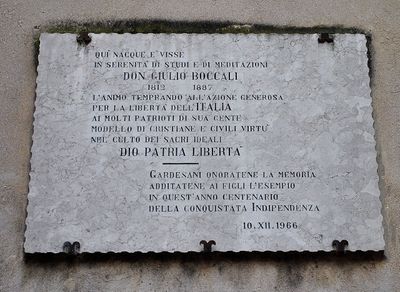 QUI NACQUE E' VISSE
IN SERENITÀ DI STUDI E DI MEDITAZIONI
DON GIULIO BOCCALI
1812 1887
L'ANIMO TEMPRANDO ALL'AZIONE GENEROSA
PER LA LIBERTÀ DELL'ITALIA
AI MOLTI PATRIOTI DI SUA GENTE
MODELLO DI CRISTIANE E CIVILI VIRTÙ
NEL CULTO DEI SACRI IDEALI
DIO PATRIA LIBERTA'
GARDESANI ONORATENE LA MEMORIA
ADDITATENE AI FIGLI L'ESEMPIO
IN QUEST'ANNO CENTENARIO
DELLA CONQUISTATA INDIPENDENZA
10.XII.1966